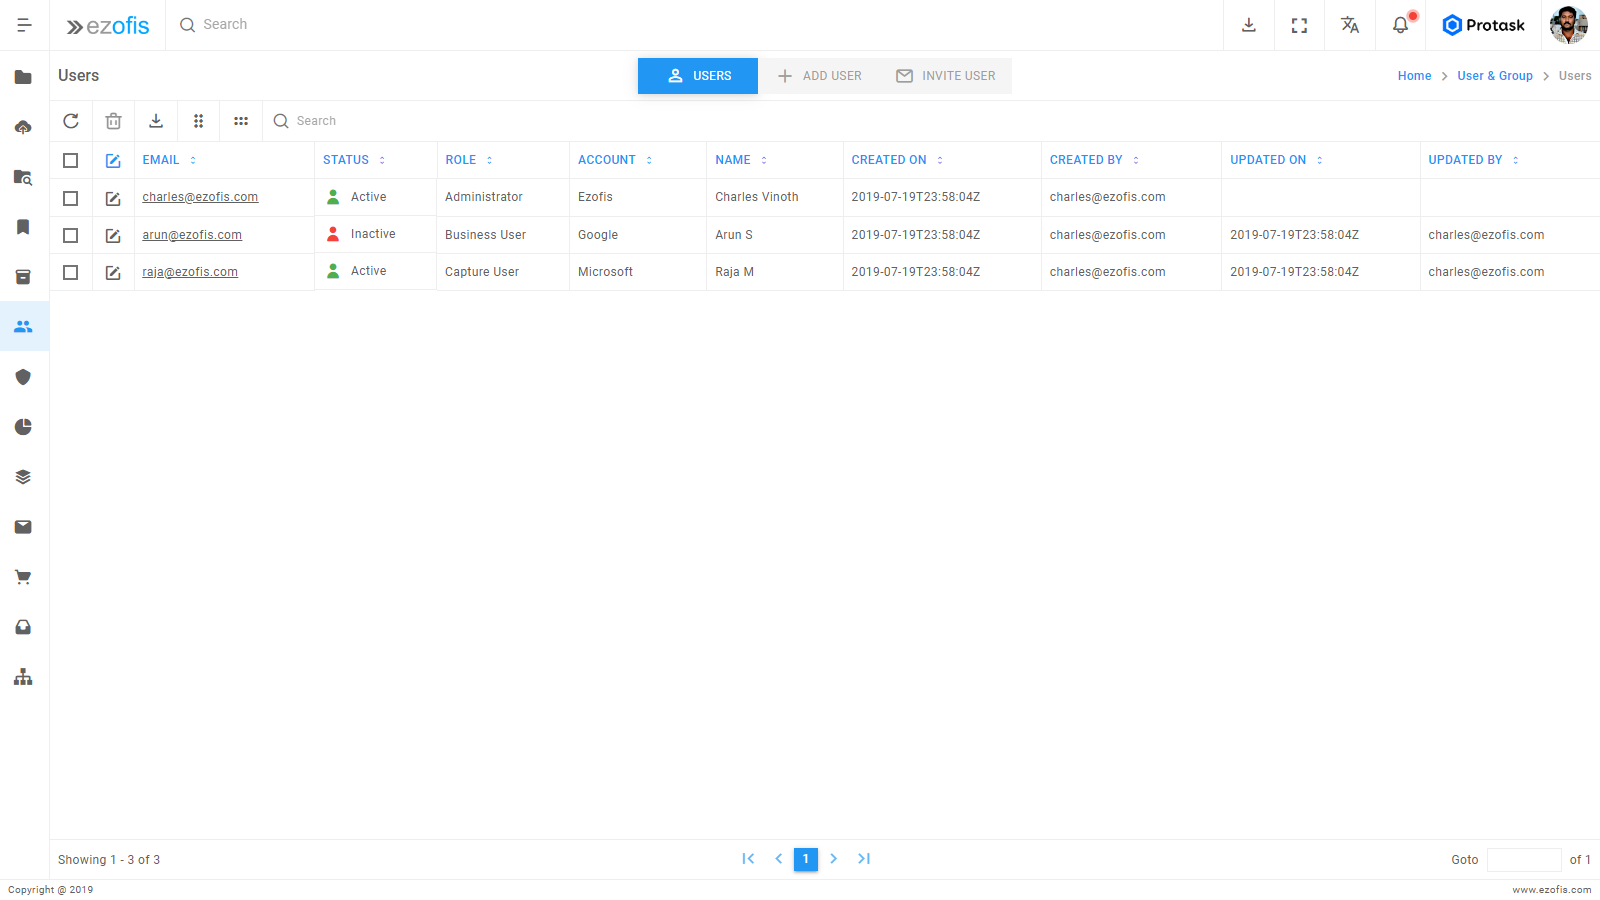 ezofis Search Protask
Users USERS ADD USER INVITE USER Home User & Group Users
Search
EMAIL STATUS ROLE ACCOUNT NAME CREATED ON CREATED BY UPDATED ON UPDATED BY
charles@ezofis.com Active Administrator Ezofis Charles Vinoth 2019-07-19T23:58:04Z charles@ezofis.com
arun@ezofis.com Inactive Business User Google Arun S 2019-07-19T23:58:04Z charles@ezofis.com 2019-07-19T23:58:04Z charles@ezofis.com
raja@ezofis.com Active Capture User Microsoft Raja M 2019-07-19T23:58:04Z charles@ezofis.com 2019-07-19T23:58:04Z charles@ezofis.com
Showing 1 - 3 of 3 1 Goto of 1
Copyright @ 2019 www.ezofis.com